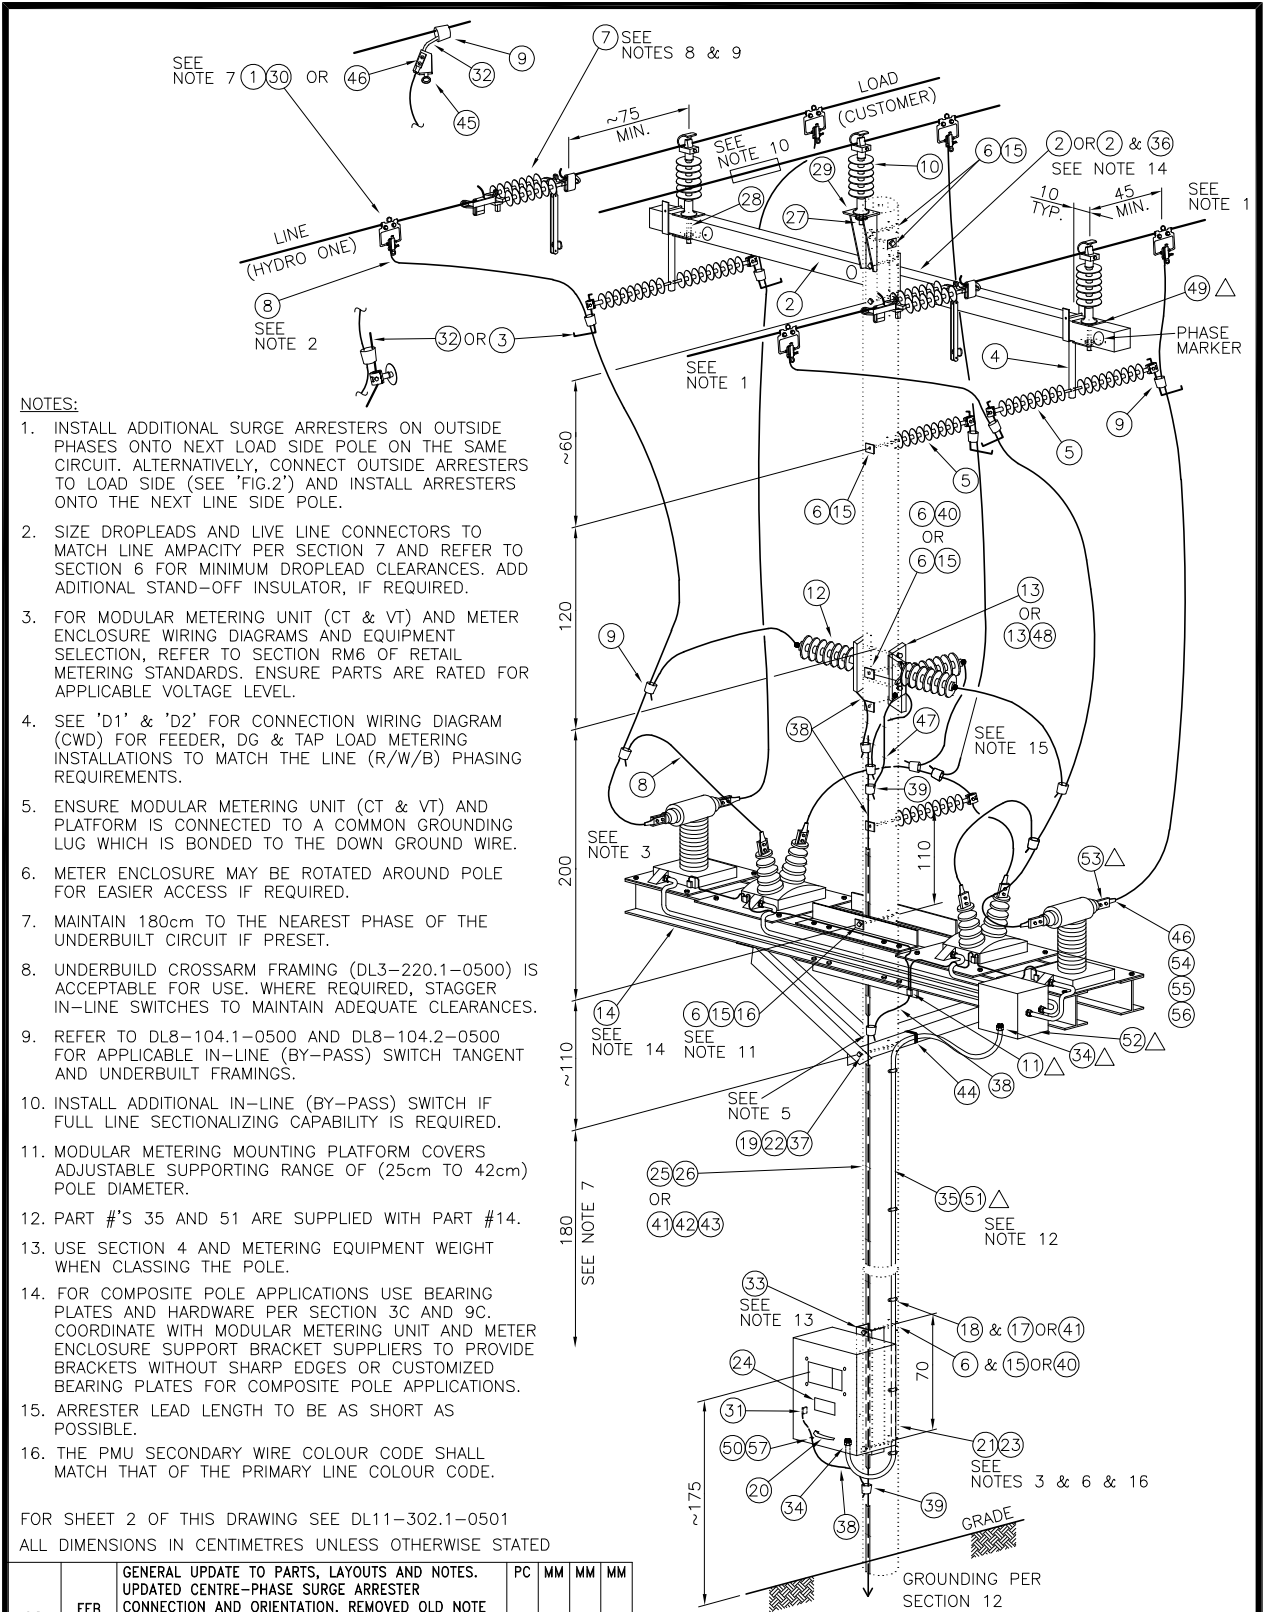 SEE
NOTE 7 1 30 OR 46
9
32
45
7 SEE
NOTES 8 & 9
~75
MIN.
LOAD
(CUSTOMER)
SEE
NOTE 10
6 15
2 OR 2 & 36
SEE NOTE 14
10
29
28
27
10
TYP.
45
MIN.
SEE
NOTE 1
LINE
(HYDRO ONE)
8
SEE
NOTE 2
2
49 △
32 OR 3
PHASE
MARKER
SEE
NOTE 1
4
9
5
5
~60
6 15
6 40
OR
6 15
12
13
OR
13 48
120
9
38
47
SEE
NOTE 15
8
39
SEE
NOTE 3
200
110
53 △
46
54
55
56
14
SEE
NOTE 14
6 15 16
SEE
NOTE 11
52 △
34 △
11 △
38
44
~110
SEE
NOTE 5
19 22 37
25 26
OR
41 42 43
180
SEE NOTE 7
35 51 △
SEE
NOTE 12
33
SEE
NOTE 13
18 & 17 OR 41
6 & 15 OR 40
70
24
31
50 57
20
34
38
39
21 23
SEE
NOTES 3 & 6 & 16
~175
GRADE
GROUNDING PER
SECTION 12
NOTES:
1. INSTALL ADDITIONAL SURGE ARRESTERS ON OUTSIDE
PHASES ONTO NEXT LOAD SIDE POLE ON THE SAME
CIRCUIT. ALTERNATIVELY, CONNECT OUTSIDE ARRESTERS
TO LOAD SIDE (SEE 'FIG.2') AND INSTALL ARRESTERS
ONTO THE NEXT LINE SIDE POLE.
2. SIZE DROPLEADS AND LIVE LINE CONNECTORS TO
MATCH LINE AMPACITY PER SECTION 7 AND REFER TO
SECTION 6 FOR MINIMUM DROPLEAD CLEARANCES. ADD
ADITIONAL STAND-OFF INSULATOR, IF REQUIRED.
3. FOR MODULAR METERING UNIT (CT & VT) AND METER
ENCLOSURE WIRING DIAGRAMS AND EQUIPMENT
SELECTION, REFER TO SECTION RM6 OF RETAIL
METERING STANDARDS. ENSURE PARTS ARE RATED FOR
APPLICABLE VOLTAGE LEVEL.
4. SEE 'D1' & 'D2' FOR CONNECTION WIRING DIAGRAM
(CWD) FOR FEEDER, DG & TAP LOAD METERING
INSTALLATIONS TO MATCH THE LINE (R/W/B) PHASING
REQUIREMENTS.
5. ENSURE MODULAR METERING UNIT (CT & VT) AND
PLATFORM IS CONNECTED TO A COMMON GROUNDING
LUG WHICH IS BONDED TO THE DOWN GROUND WIRE.
6. METER ENCLOSURE MAY BE ROTATED AROUND POLE
FOR EASIER ACCESS IF REQUIRED.
7. MAINTAIN 180cm TO THE NEAREST PHASE OF THE
UNDERBUILT CIRCUIT IF PRESET.
8. UNDERBUILD CROSSARM FRAMING (DL3-220.1-0500) IS
ACCEPTABLE FOR USE. WHERE REQUIRED, STAGGER
IN-LINE SWITCHES TO MAINTAIN ADEQUATE CLEARANCES.
9. REFER TO DL8-104.1-0500 AND DL8-104.2-0500
FOR APPLICABLE IN-LINE (BY-PASS) SWITCH TANGENT
AND UNDERBUILT FRAMINGS.
10. INSTALL ADDITIONAL IN-LINE (BY-PASS) SWITCH IF
FULL LINE SECTIONALIZING CAPABILITY IS REQUIRED.
11. MODULAR METERING MOUNTING PLATFORM COVERS
ADJUSTABLE SUPPORTING RANGE OF (25cm TO 42cm)
POLE DIAMETER.
12. PART #'S 35 AND 51 ARE SUPPLIED WITH PART #14.
13. USE SECTION 4 AND METERING EQUIPMENT WEIGHT
WHEN CLASSING THE POLE.
14. FOR COMPOSITE POLE APPLICATIONS USE BEARING
PLATES AND HARDWARE PER SECTION 3C AND 9C.
COORDINATE WITH MODULAR METERING UNIT AND METER
ENCLOSURE SUPPORT BRACKET SUPPLIERS TO PROVIDE
BRACKETS WITHOUT SHARP EDGES OR CUSTOMIZED
BEARING PLATES FOR COMPOSITE POLE APPLICATIONS.
15. ARRESTER LEAD LENGTH TO BE AS SHORT AS
POSSIBLE.
16. THE PMU SECONDARY WIRE COLOUR CODE SHALL
MATCH THAT OF THE PRIMARY LINE COLOUR CODE.
FOR SHEET 2 OF THIS DRAWING SEE DL11-302.1-0501
ALL DIMENSIONS IN CENTIMETRES UNLESS OTHERWISE STATED
GENERAL UPDATE TO PARTS, LAYOUTS AND NOTES. PC MM MM MM
UPDATED CENTRE-PHASE SURGE ARRESTER
FEB CONNECTION AND ORIENTATION. REMOVED OLD NOTE